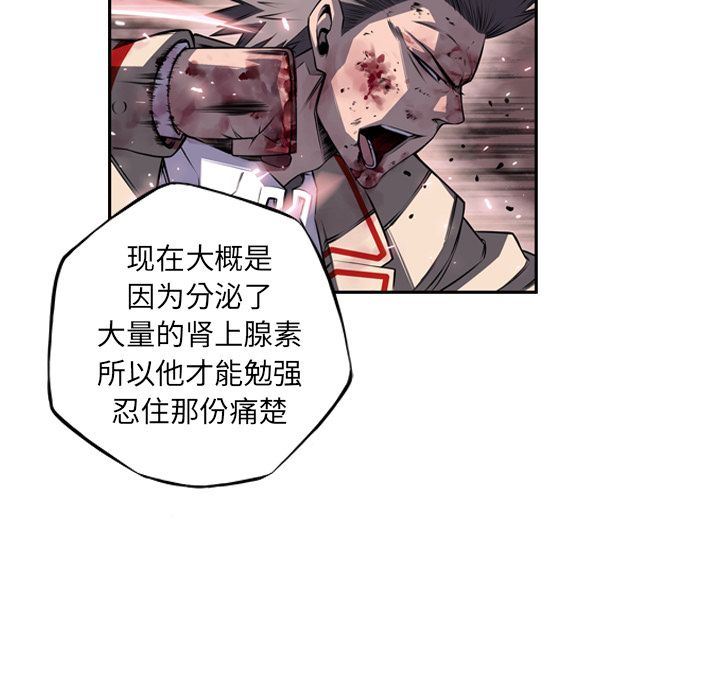 现在大概是
因为分泌了
大量的肾上腺素
所以他才能勉强
忍住那份痛楚